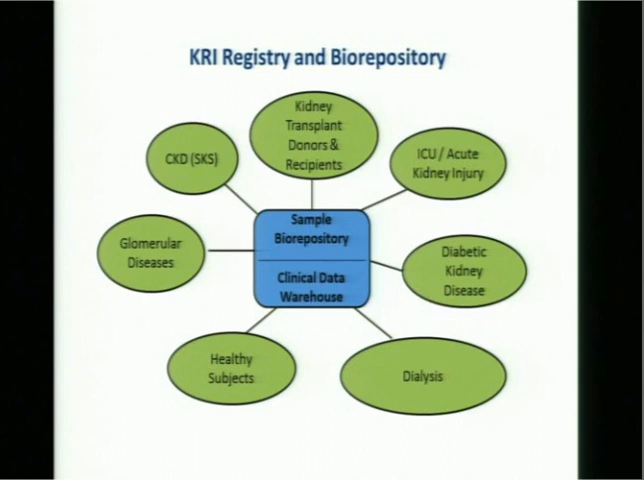 KRI Registry and Biorepository
Kidney
Transplant
Donors &
Recipients
CKD (SKS)
ICU / Acute
Kidney Injury
Sample
Biorepository
Glomerular
Diseases
Diabetic
Kidney
Disease
Clinical Data
Warehouse
Healthy
Subjects
Dialysis